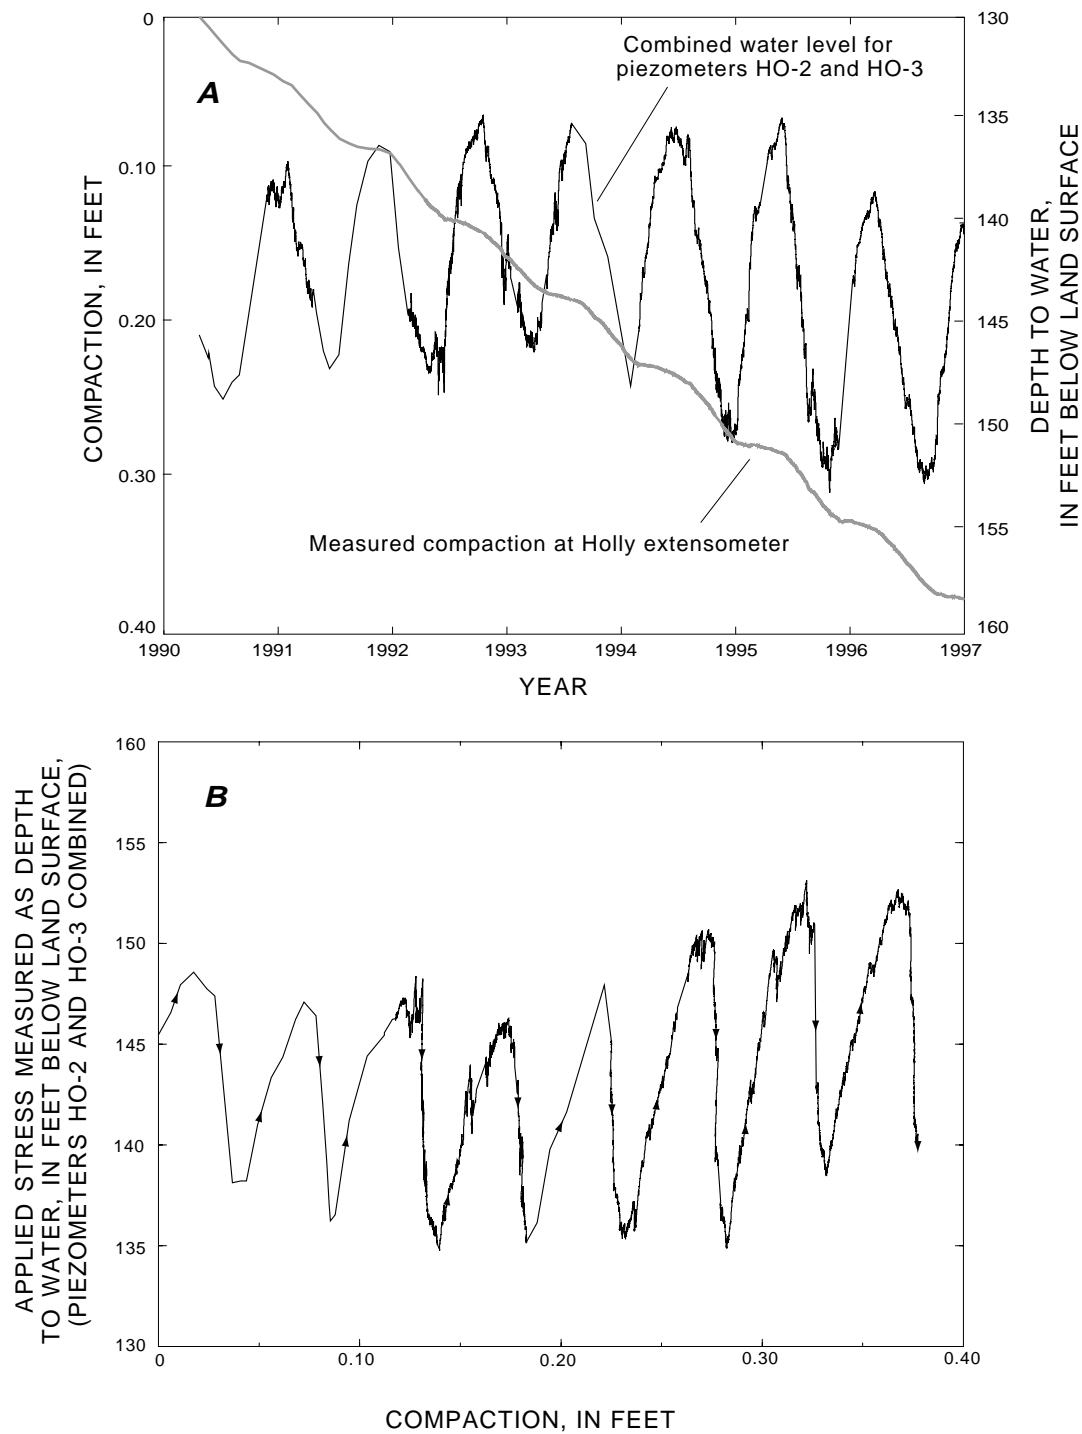 0
0.10
0.20
0.30
0.40
COMPACTION, IN FEET
A
Combined water level for
piezometers HO-2 and HO-3
Measured compaction at Holly extensometer
130
135
140
145
150
155
160
DEPTH TO WATER,
IN FEET BELOW LAND SURFACE
1990
1991
1992
1993
1994
1995
1996
1997
YEAR
160
155
150
145
140
135
130
APPLIED STRESS MEASURED AS DEPTH
TO WATER, IN FEET BELOW LAND SURFACE,
(PIEZOMETERS HO-2 AND HO-3 COMBINED)
B
0
0.10
0.20
0.30
0.40
COMPACTION, IN FEET